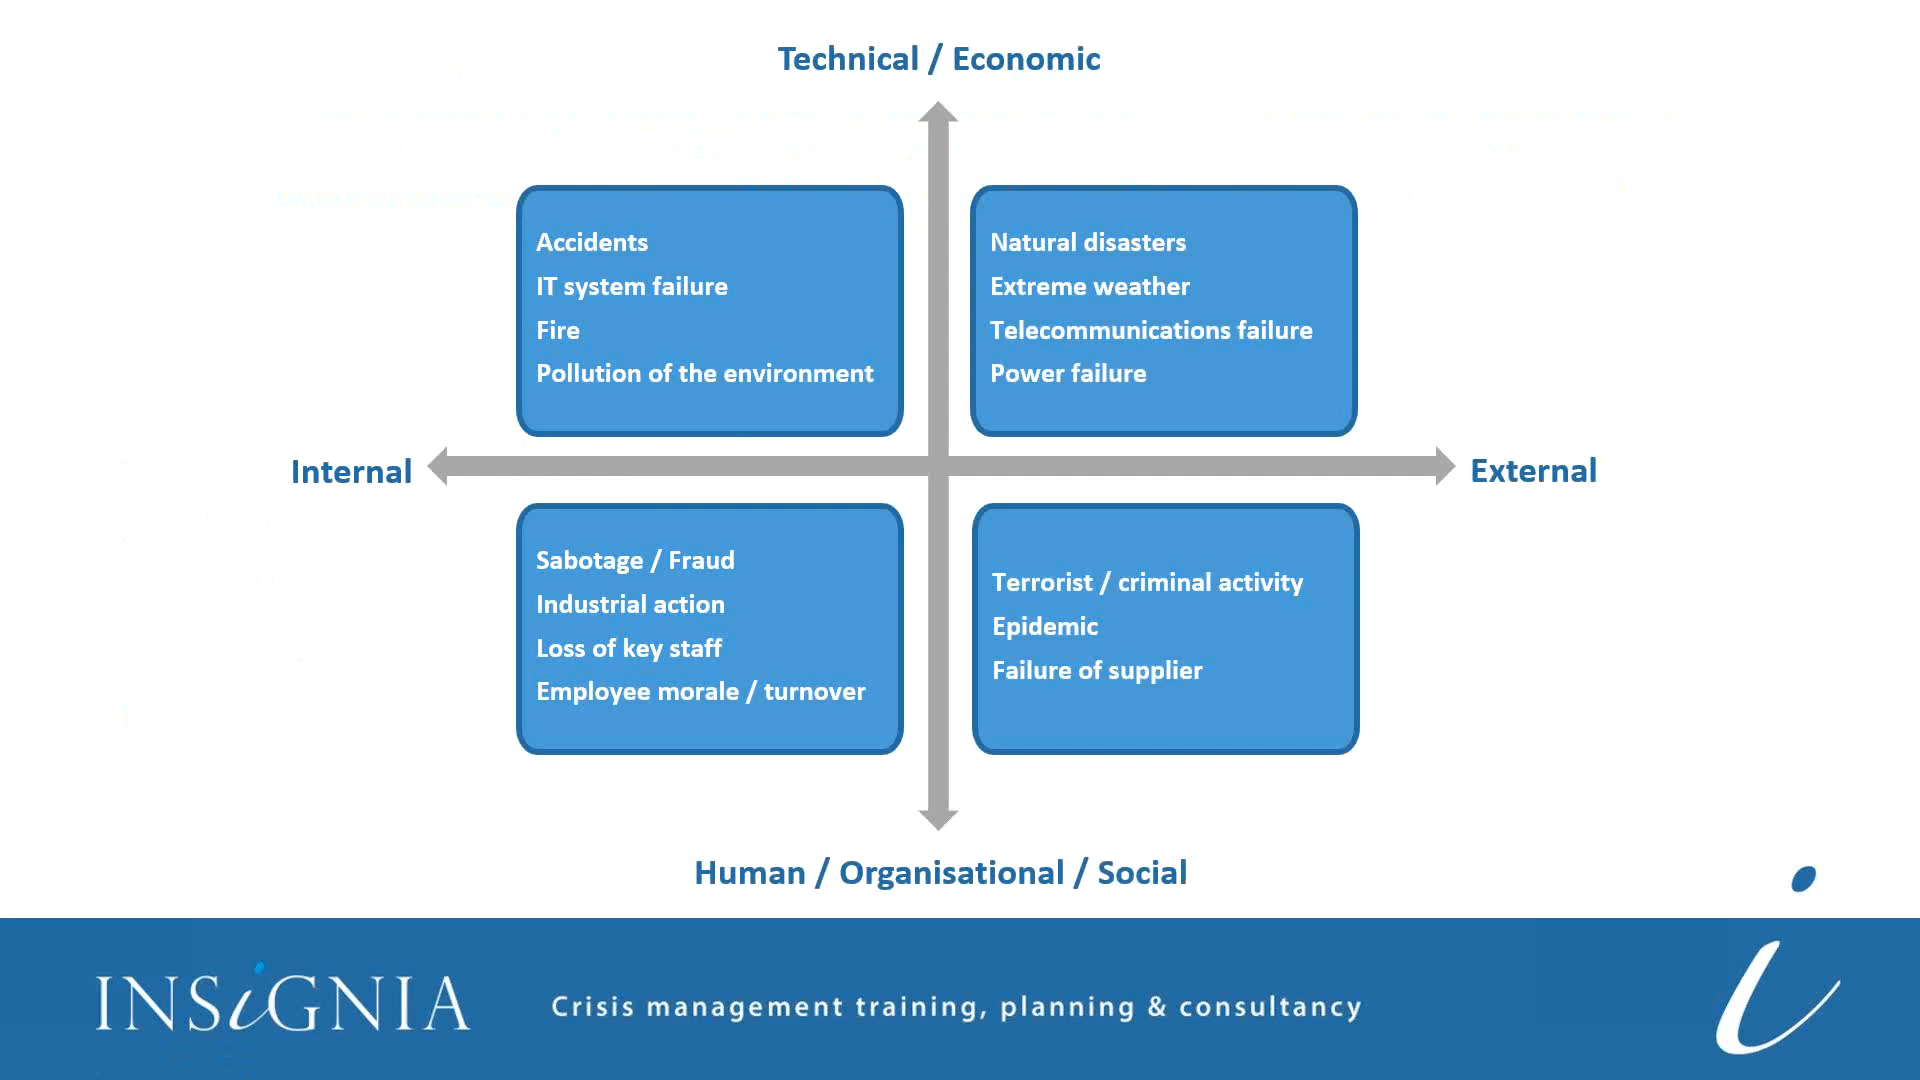 Technical / Economic
Accidents
IT system failure
Fire
Pollution of the environment
Natural disasters
Extreme weather
Telecommunications failure
Power failure
Internal
External
Sabotage / Fraud
Industrial action
Loss of key staff
Employee morale / turnover
Terrorist / criminal activity
Epidemic
Failure of supplier
Human / Organisational / Social
INSiGNIA
Crisis management training, planning & consultancy
i